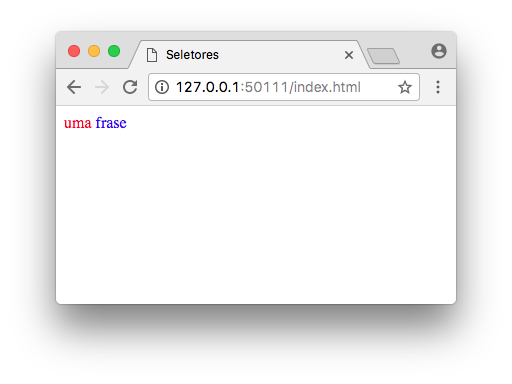 Seletores
127.0.0.1:50111/index.html
uma frase